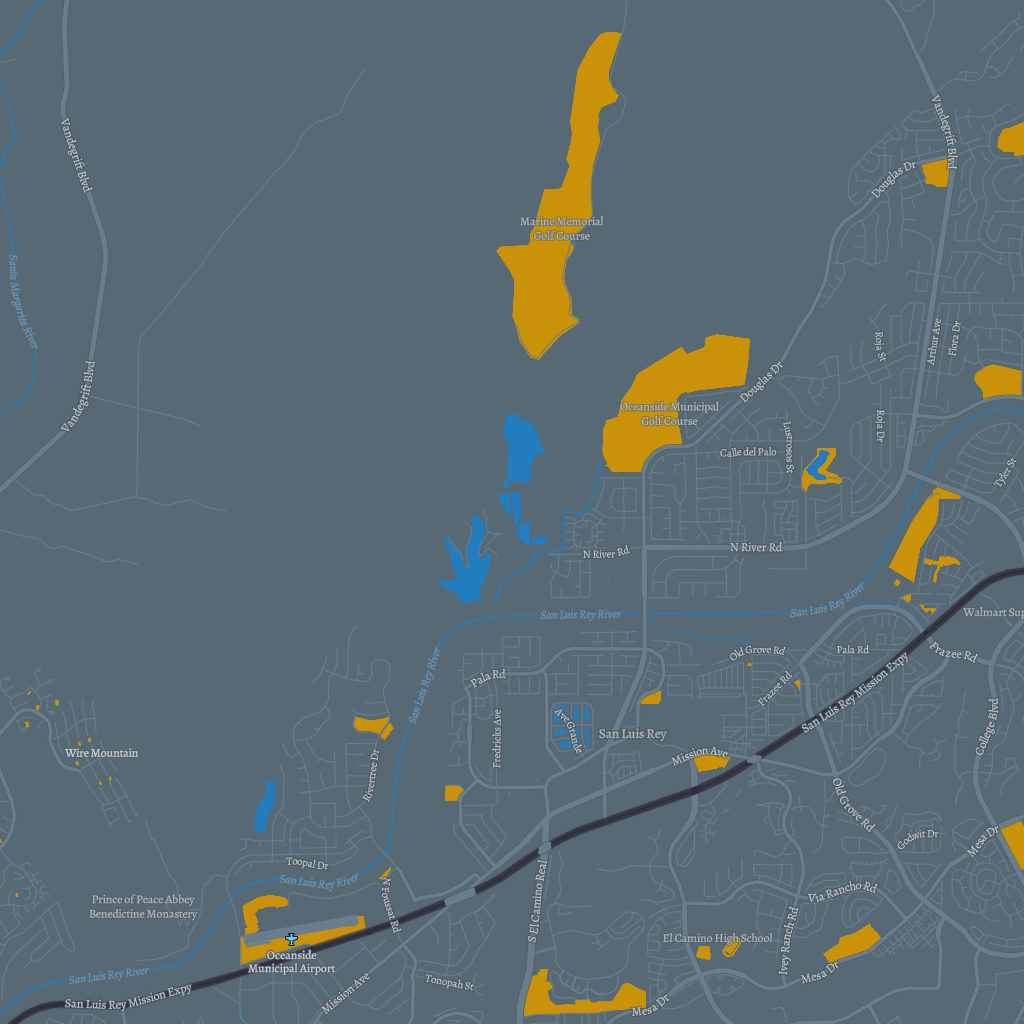 Vandegrift Blvd
Vandegrift Blvd
Douglas Dr
Marine Memorial
Golf Course
Santa Margarita River
Arthur Ave
Flora Dr
Roja St
Vandegrift Blvd
Douglas Dr
Oceanside Municipal
Golf Course
Roja Dr
Lustrosos St
Calle del Palo
Tyler St
N River Rd
N River Rd
San Luis Rey River
San Luis Rey River
Walmart Sup
Old Grove Rd
Pala Rd
Frazee Rd
San Luis Rey River
Pala Rd
Frazee Rd
San Luis Rey Mission Expy
College Blvd
Ave Grande
San Luis Rey
Fredricks Ave
Wire Mountain
Mission Ave
Rivertree Dr
Old Grove Rd
Godwit Dr
Mesa Dr
Toopal Dr
San Luis Rey River
Via Rancho Rd
N Foussat Rd
Prince of Peace Abbey
Benedictine Monastery
S El Camino Real
El Camino High School
Ivey Ranch Rd
Oceanside
Municipal Airport
San Luis Rey River
Mesa Dr
Tonopah St
Mission Ave
San Luis Rey Mission Expy
Mesa Dr